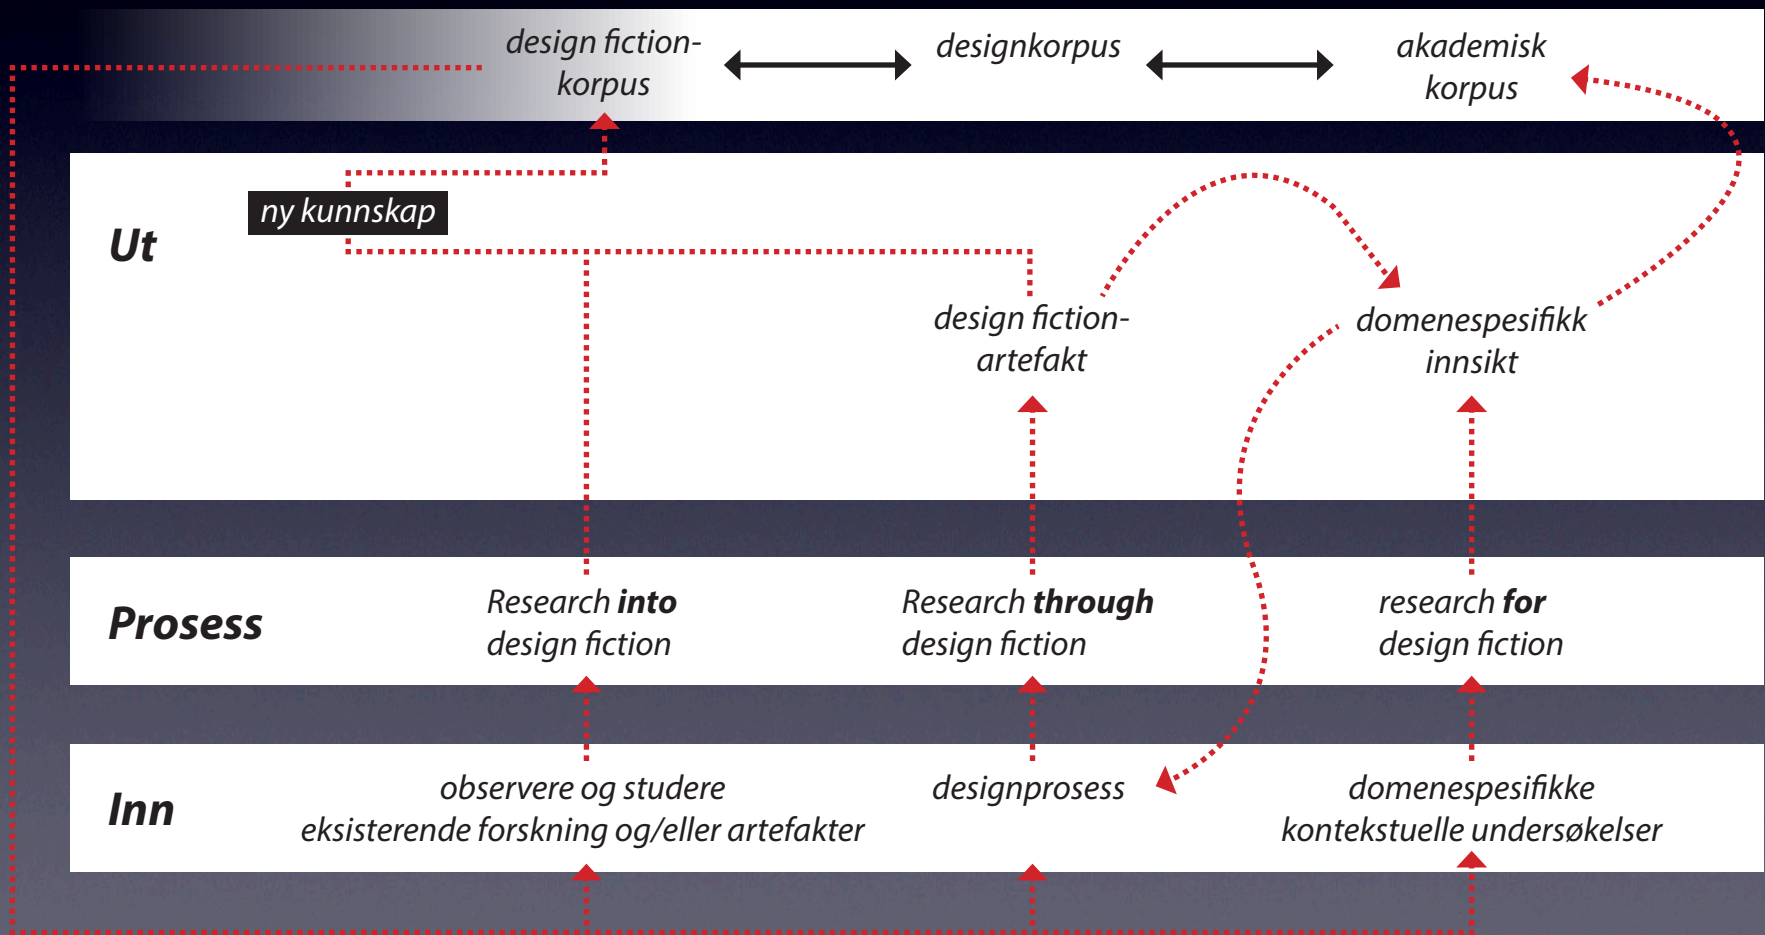 design fiction-
korpus
designkorpus
akademisk
korpus
ny kunnskap
Ut
design fiction-
artefakt
domenespesifikk
innsikt
Prosess
Research into
design fiction
Research through
design fiction
research for
design fiction
Inn
observere og studere
eksisterende forskning og/eller artefakter
designprosess
domenespesifikke
kontekstuelle undersøkelser